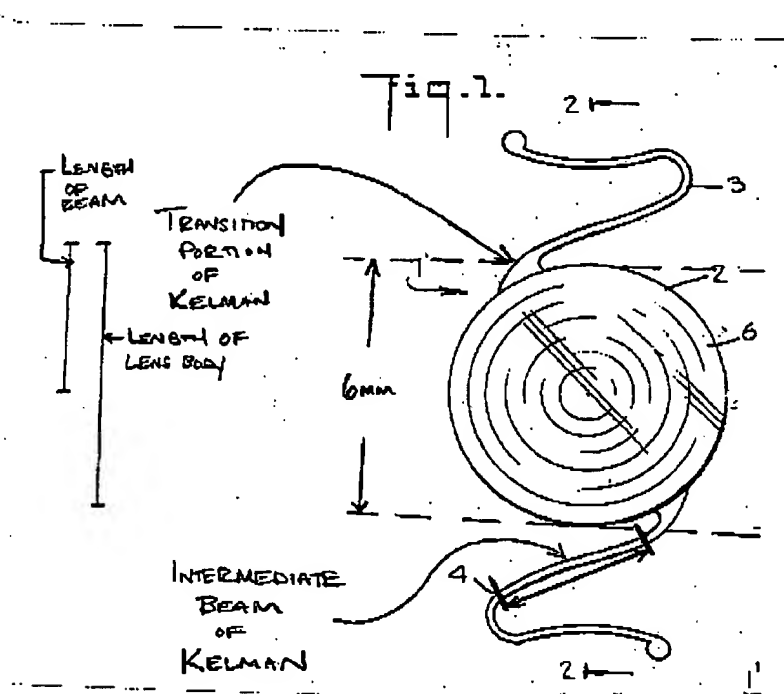 Fig.1.
2
3
LENGTH
OF
BEAM
TRANSITION
PORTION
OF
KELMAN
1
2
6
LENGTH OF
LENS BODY
6MM
INTERMEDIATE
BEAM
OF
KELMAN
4
2